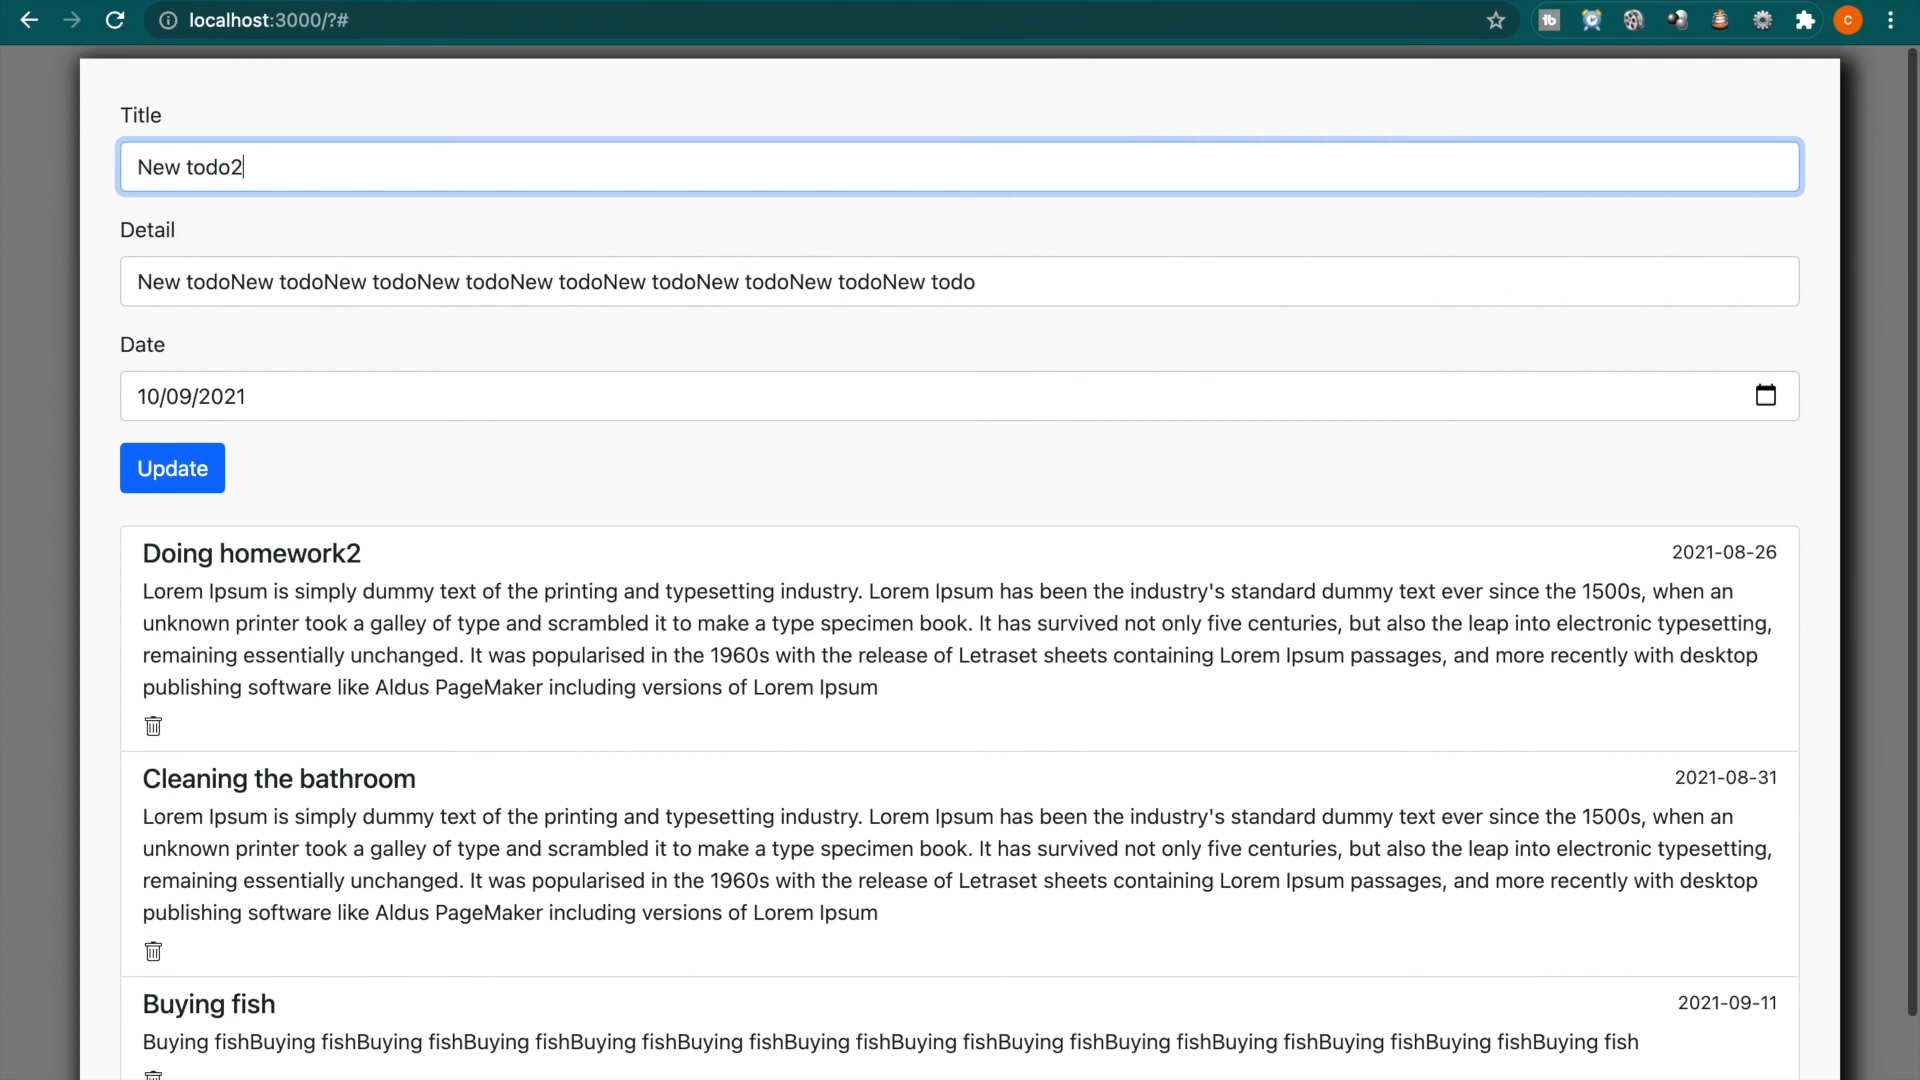 localhost:3000/?#
C
Title
New todo2
Detail
New todoNew todoNew todoNew todoNew todoNew todoNew todoNew todoNew todo
Date
10/09/2021
Update
Doing homework2
2021-08-26
Lorem Ipsum is simply dummy text of the printing and typesetting industry. Lorem Ipsum has been the industry's standard dummy text ever since the 1500s, when an
unknown printer took a galley of type and scrambled it to make a type specimen book. It has survived not only five centuries, but also the leap into electronic typesetting,
remaining essentially unchanged. It was popularised in the 1960s with the release of Letraset sheets containing Lorem Ipsum passages, and more recently with desktop
publishing software like Aldus PageMaker including versions of Lorem Ipsum
Cleaning the bathroom
2021-08-31
Lorem Ipsum is simply dummy text of the printing and typesetting industry. Lorem Ipsum has been the industry's standard dummy text ever since the 1500s, when an
unknown printer took a galley of type and scrambled it to make a type specimen book. It has survived not only five centuries, but also the leap into electronic typesetting,
remaining essentially unchanged. It was popularised in the 1960s with the release of Letraset sheets containing Lorem Ipsum passages, and more recently with desktop
publishing software like Aldus PageMaker including versions of Lorem Ipsum
Buying fish
2021-09-11
Buying fishBuying fishBuying fishBuying fishBuying fishBuying fishBuying fishBuying fishBuying fishBuying fishBuying fishBuying fishBuying fishBuying fish